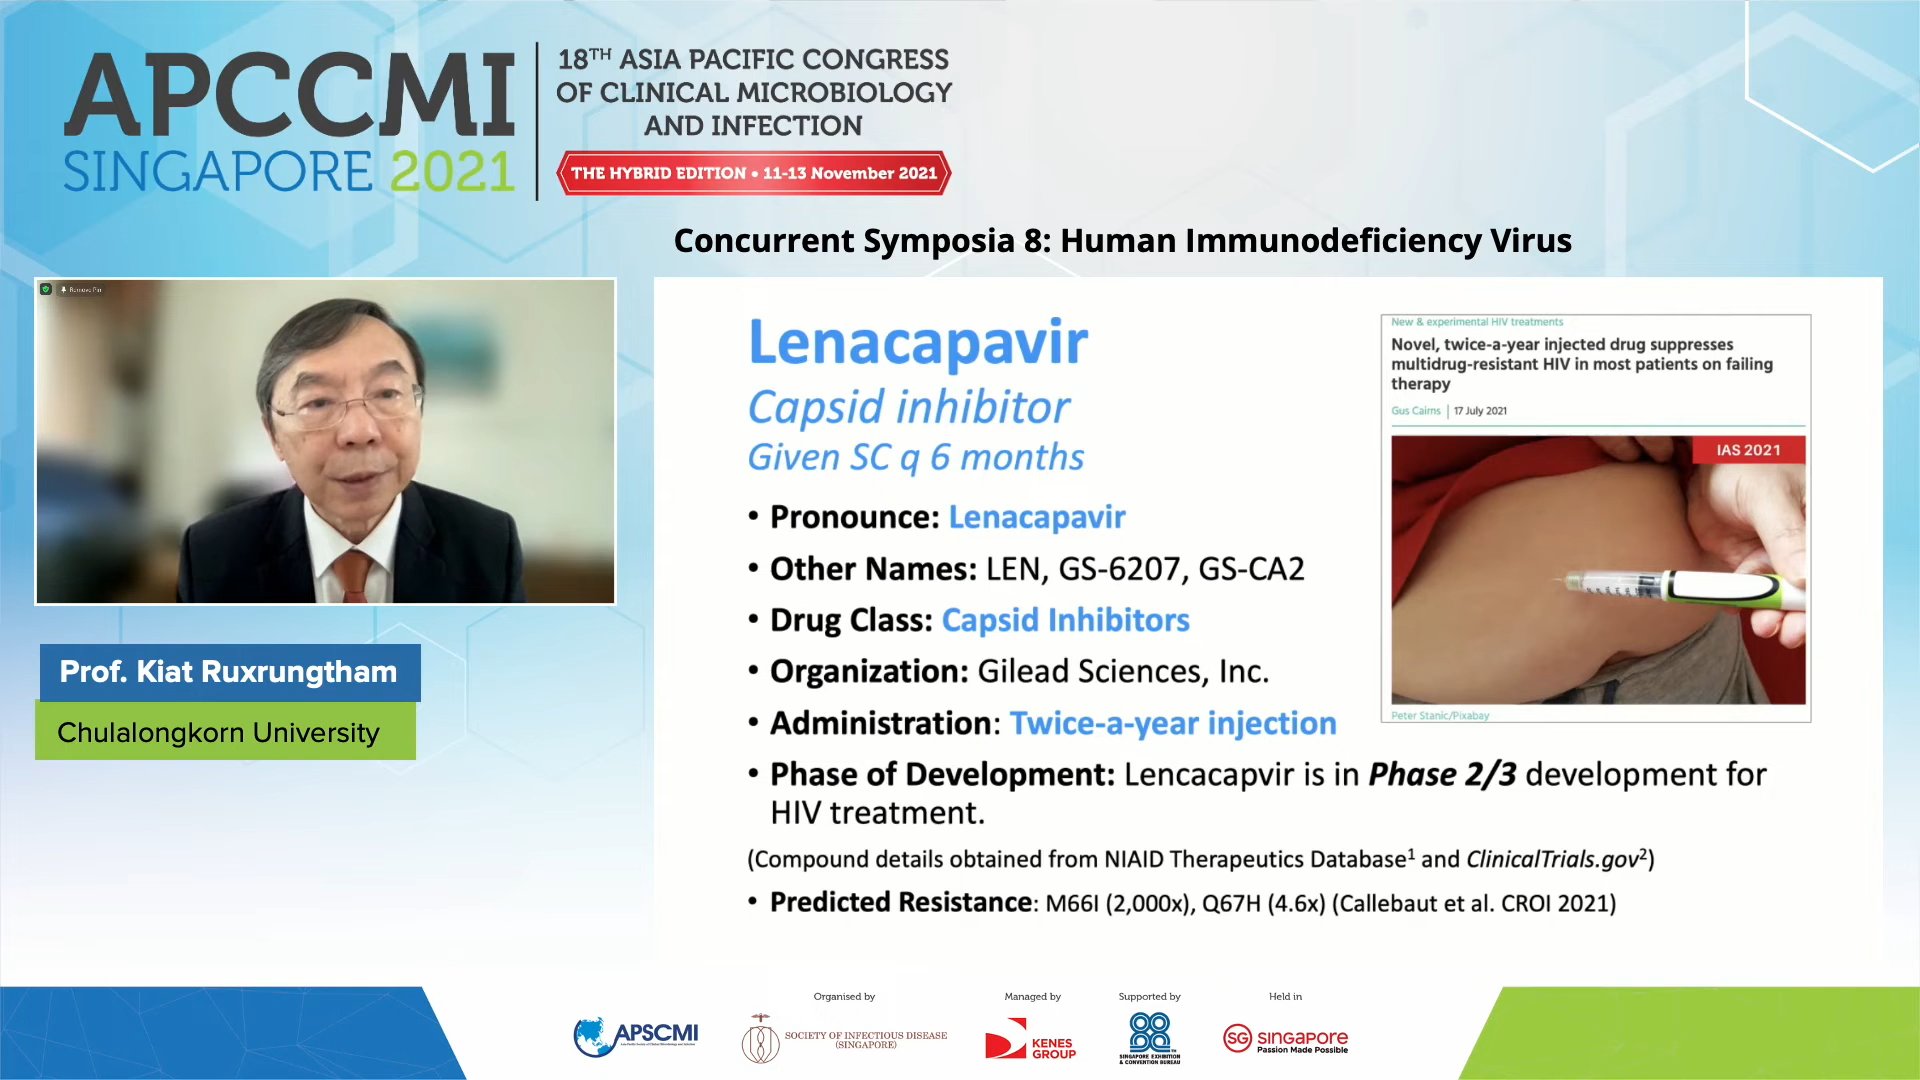 APCCMI
SINGAPORE 2021
18TH ASIA PACIFIC CONGRESS
OF CLINICAL MICROBIOLOGY
AND INFECTION
THE HYBRID EDITION • 11-13 November 2021
Concurrent Symposia 8: Human Immunodeficiency Virus
Remove Pin
Prof. Kiat Ruxrungtham
Chulalongkorn University
Lenacapavir
Capsid inhibitor
Given SC q 6 months
• Pronounce: Lenacapavir
• Other Names: LEN, GS-6207, GS-CA2
• Drug Class: Capsid Inhibitors
• Organization: Gilead Sciences, Inc.
• Administration: Twice-a-year injection
• Phase of Development: Lencacapvir is in Phase 2/3 development for
HIV treatment.
(Compound details obtained from NIAID Therapeutics Database1 and ClinicalTrials.gov2)
• Predicted Resistance: M66I (2,000x), Q67H (4.6x) (Callebaut et al. CROI 2021)
New & experimental HIV treatments
Novel, twice-a-year injected drug suppresses
multidrug-resistant HIV in most patients on failing
therapy
Gus Cairns | 17 July 2021
IAS 2021
Peter Stanic/Pixabay
APSCMI
Organised by
SOCIETY OF INFECTIOUS DISEASE
(SINGAPORE)
Managed by
KENES
GROUP
Supported by
SINGAPORE EXHIBITION
& CONVENTION BUREAU
Held in
SG SINGAPORE
Passion Made Possible